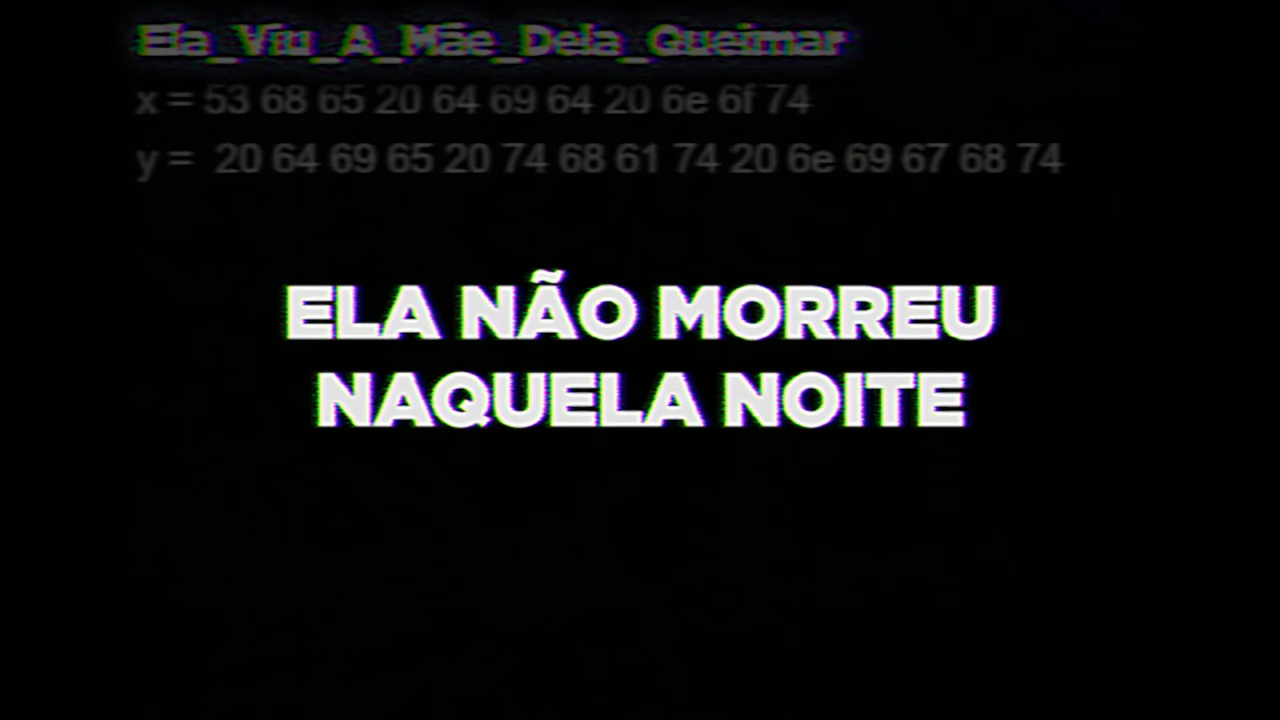 Ela_Viu_A_Mãe_Dela_Queimar
x = 53 68 65 20 64 69 64 20 6e 6f 74
y = 20 64 69 65 20 74 68 61 74 20 6e 69 67 68 74
ELA NÃO MORREU
NAQUELA NOITE